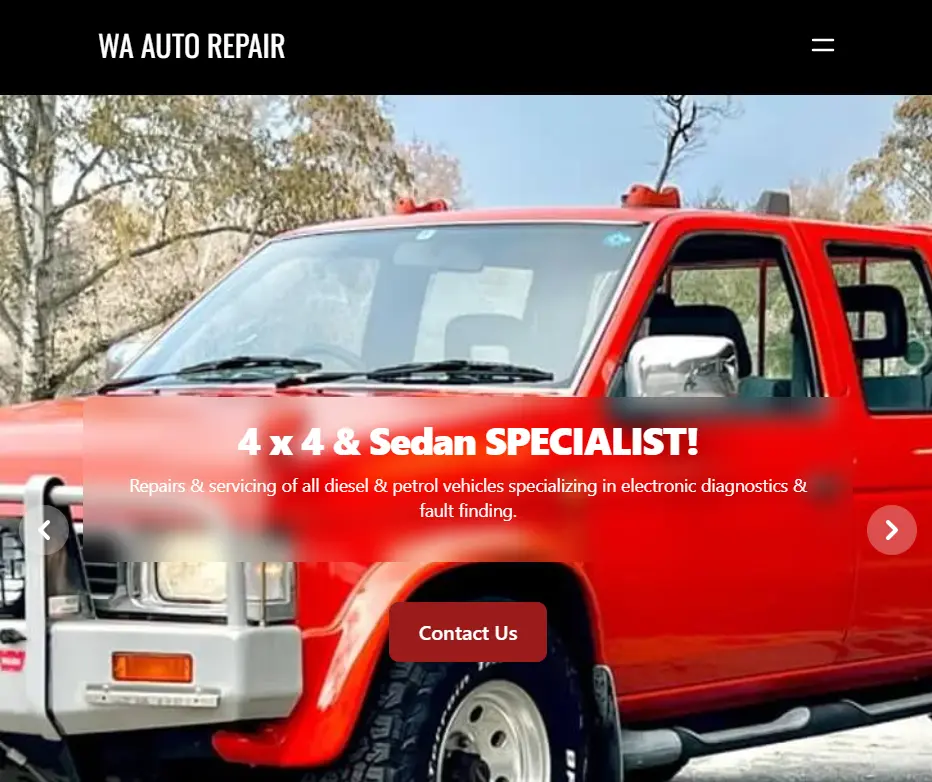 WA AUTO REPAIR
4 x 4 & Sedan SPECIALIST!
Repairs & servicing of all diesel & petrol vehicles specializing in electronic diagnostics &
fault finding.
Contact Us